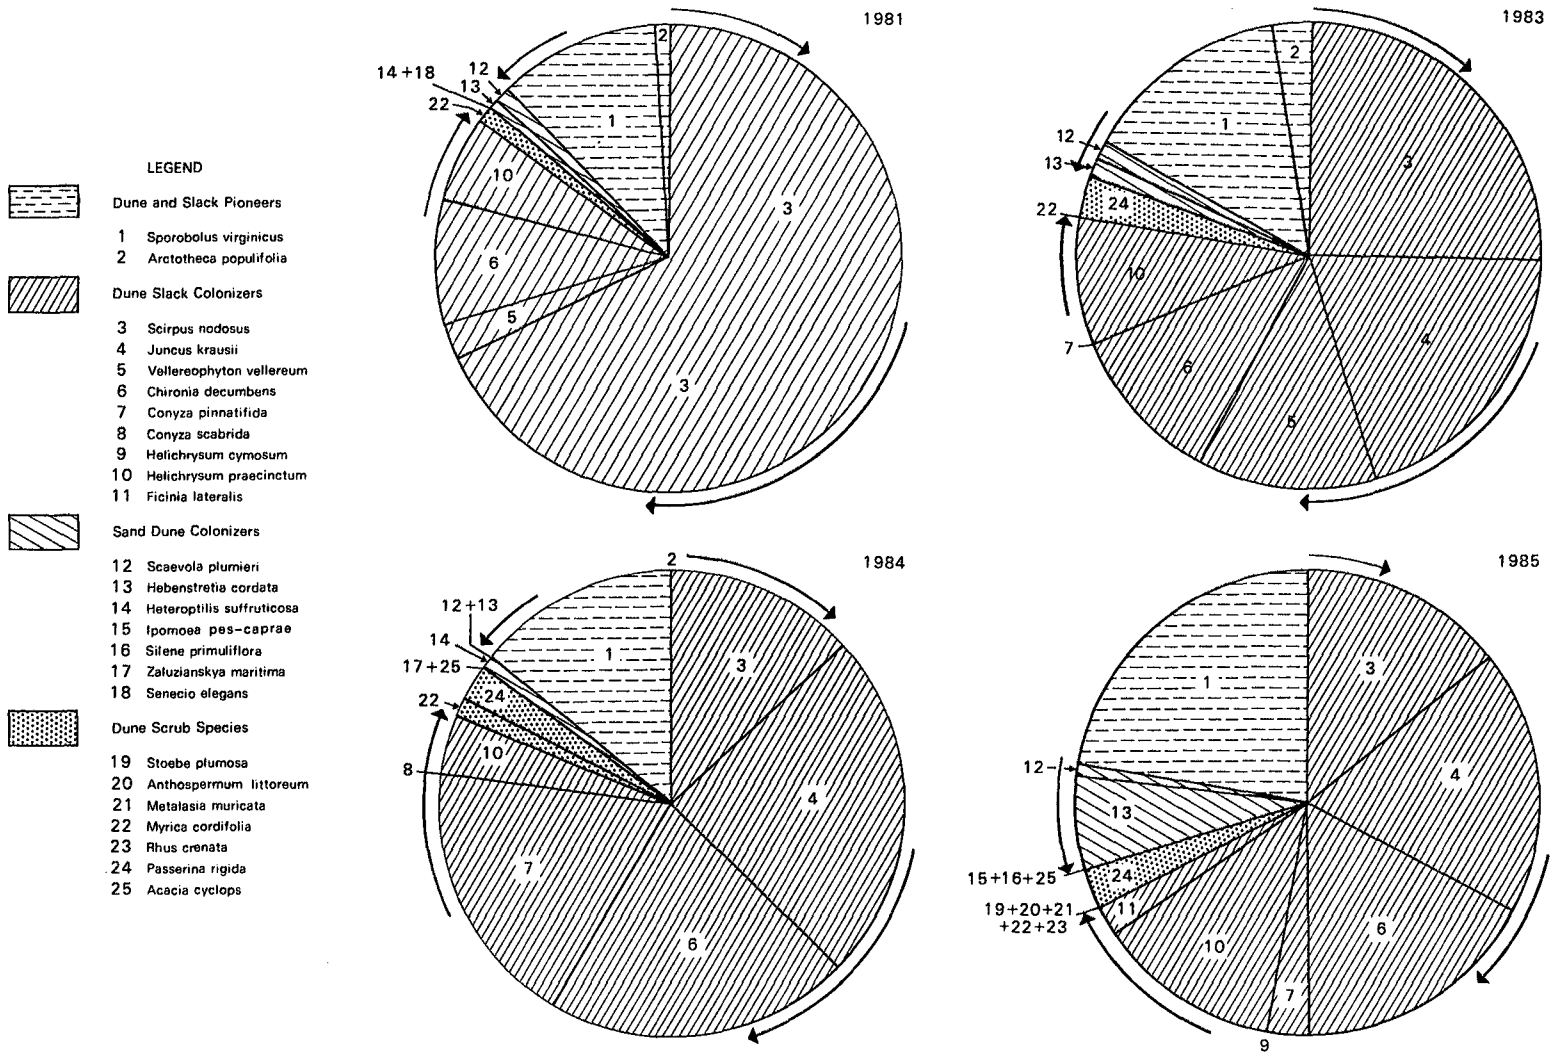 LEGEND
Dune and Slack Pioneers
1 Sporobolus virginicus
2 Arctotheca populifolia
Dune Slack Colonizers
3 Scirpus nodosus
4 Juncus krausii
5 Vellereophyton vellereum
6 Chironia decumbens
7 Conyza pinnatifida
8 Conyza scabrida
9 Helichrysum cymosum
10 Helichrysum praecinctum
11 Ficinia lateralis
Sand Dune Colonizers
12 Scaevola plumieri
13 Hebenstretia cordata
14 Heteroptilis suffruticosa
15 Ipomoea pes-caprae
16 Silene primuliflora
17 Zaluzianskya maritima
18 Senecio elegans
Dune Scrub Species
19 Stoebe plumosa
20 Anthospermum littoreum
21 Metalasia muricata
22 Myrica cordifolia
23 Rhus crenata
24 Passerina rigida
25 Acacia cyclops
1981
2
12
14+18
13
22
1
10
3
6
5
3
1983
2
1
12
13
3
24
22
10
7
4
6
5
1984
2
12+13
14
17+25
1
3
24
22
10
8
4
7
6
1985
3
1
12
4
13
15+16+25
24
19+20+21
+22+23
11
6
10
7
9